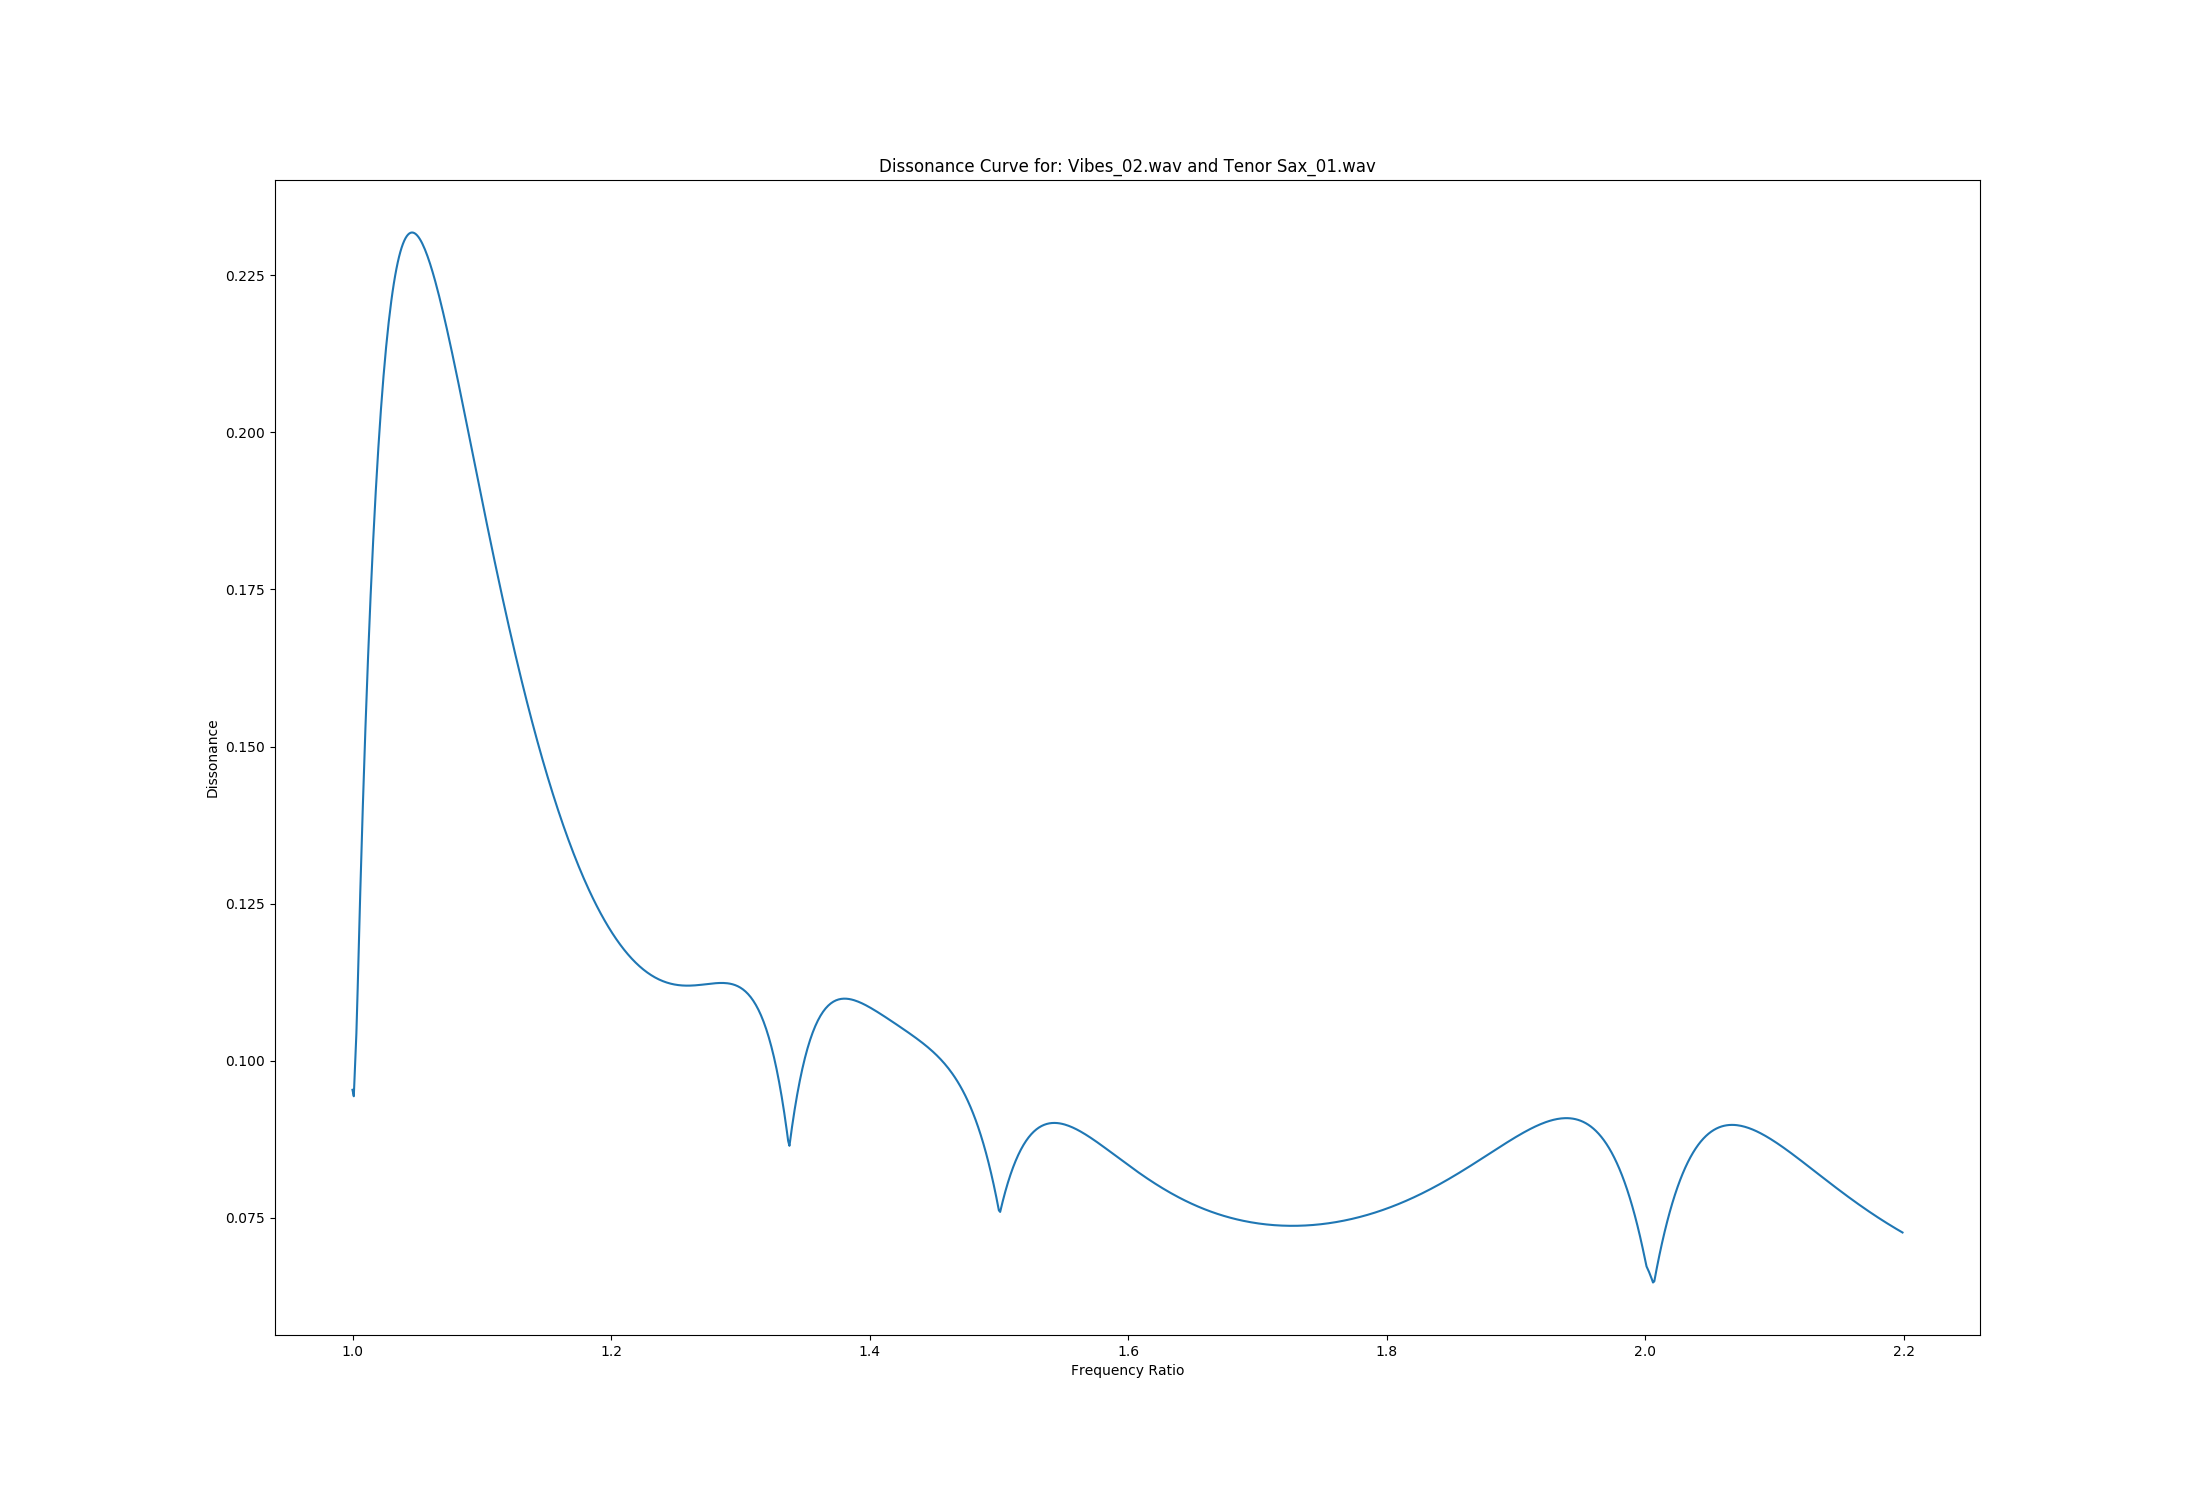 Dissonance Curve for: Vibes_02.wav and Tenor Sax_01.wav
Dissonance
0.225
0.200
0.175
0.150
0.125
0.100
0.075
1.0 1.2 1.4 1.6 1.8 2.0 2.2
Frequency Ratio